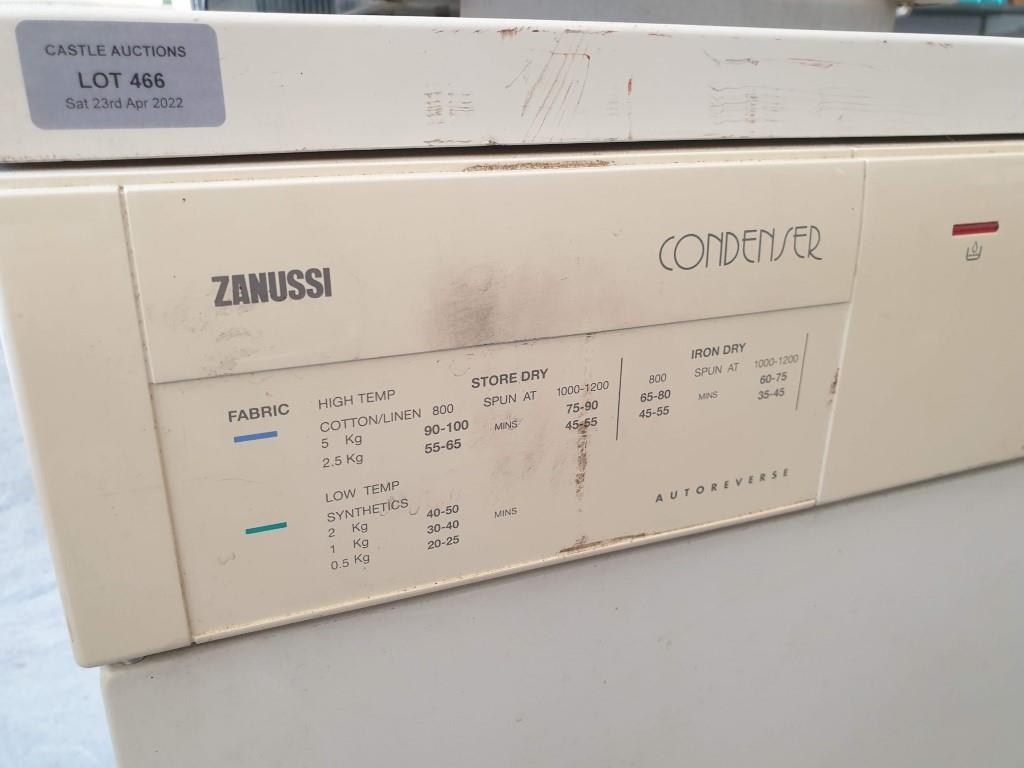 CASTLE AUCTIONS
LOT 466
Sat 23rd Apr 2022
ZANUSSI
CONDENSER
FABRIC
HIGH TEMP
STORE DRY
IRON DRY
COTTON/LINEN 800 SPUN AT 1000-1200 800 SPUN AT 1000-1200
5 Kg 90-100 MINS 75-90 65-80 MINS 60-75
2.5 Kg 55-65 45-55 45-55 35-45
LOW TEMP
SYNTHETICS
2 Kg 40-50 MINS
1 Kg 30-40
0.5 Kg 20-25
AUTOREVERSE